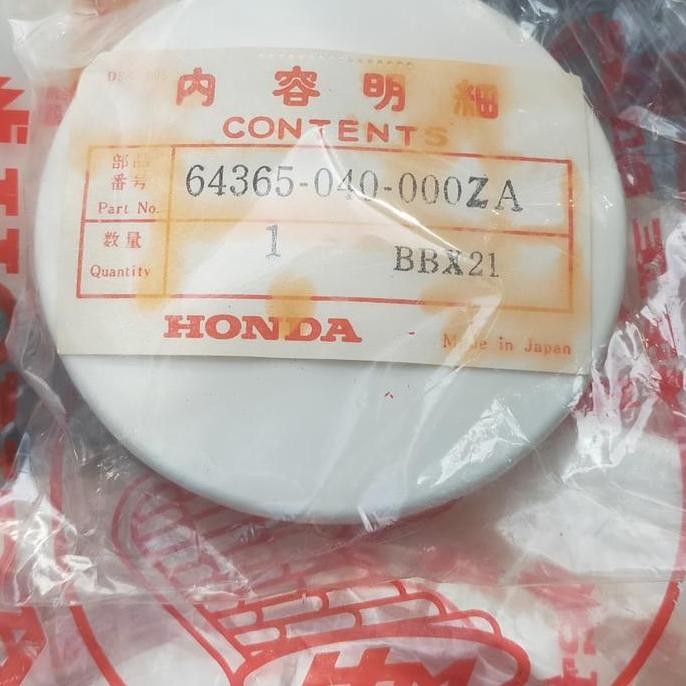 内容明細
CONTENTS
部品番号 64365-040-000ZA
Part No.
数量 1 BBX21
Quantity
HONDA
Made in Japan